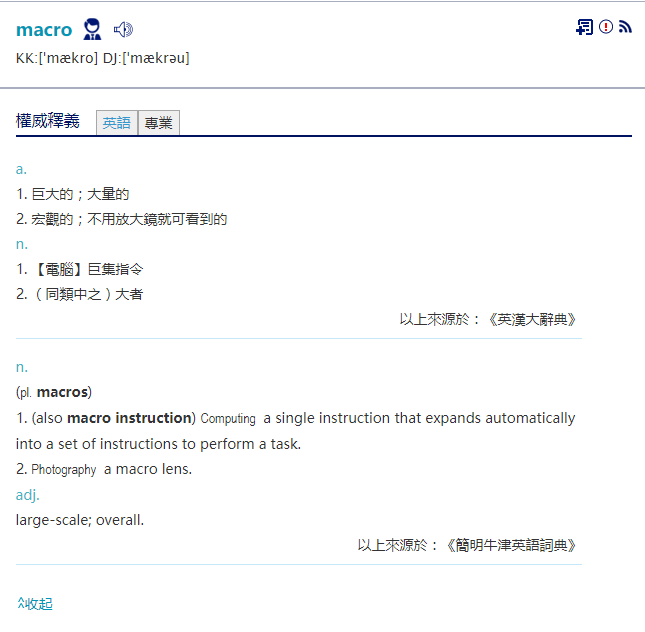 macro
KK:[ˈmækro] DJ:[ˈmækrəu]
權威釋義 英語 專業
a.
1. 巨大的；大量的
2. 宏觀的；不用放大鏡就可看到的
n.
1. 【電腦】巨集指令
2. （同類中之）大者
以上來源於：《英漢大辭典》
n.
(pl. macros)
1. (also macro instruction) Computing a single instruction that expands automatically
into a set of instructions to perform a task.
2. Photography a macro lens.
adj.
large-scale; overall.
以上來源於：《簡明牛津英語詞典》
收起